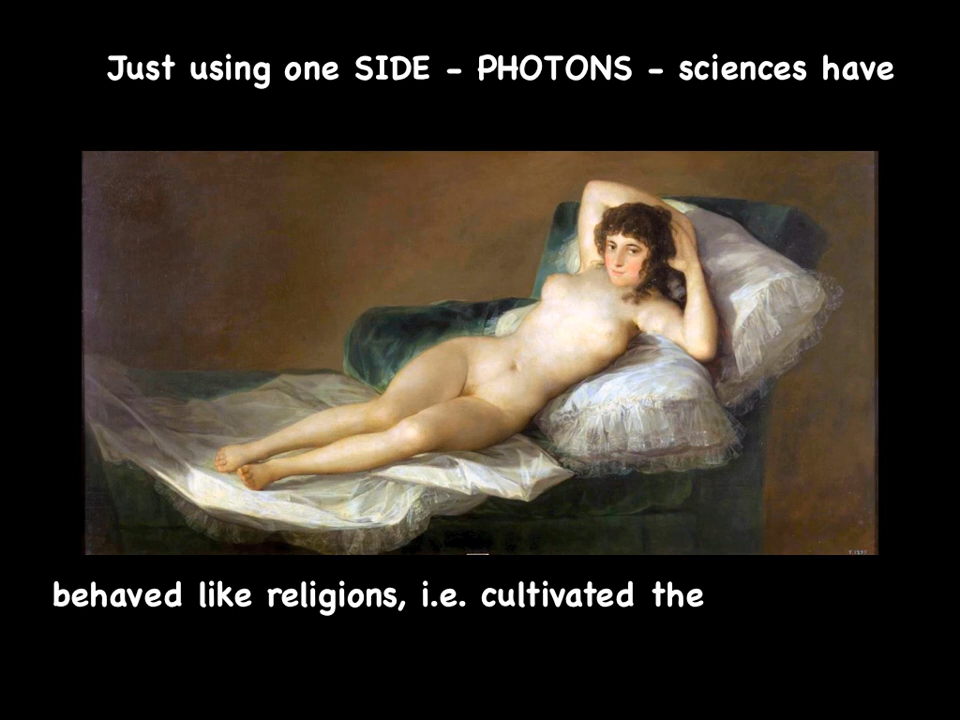 Just using one SIDE - PHOTONS - sciences have
behaved like religions, i.e. cultivated the